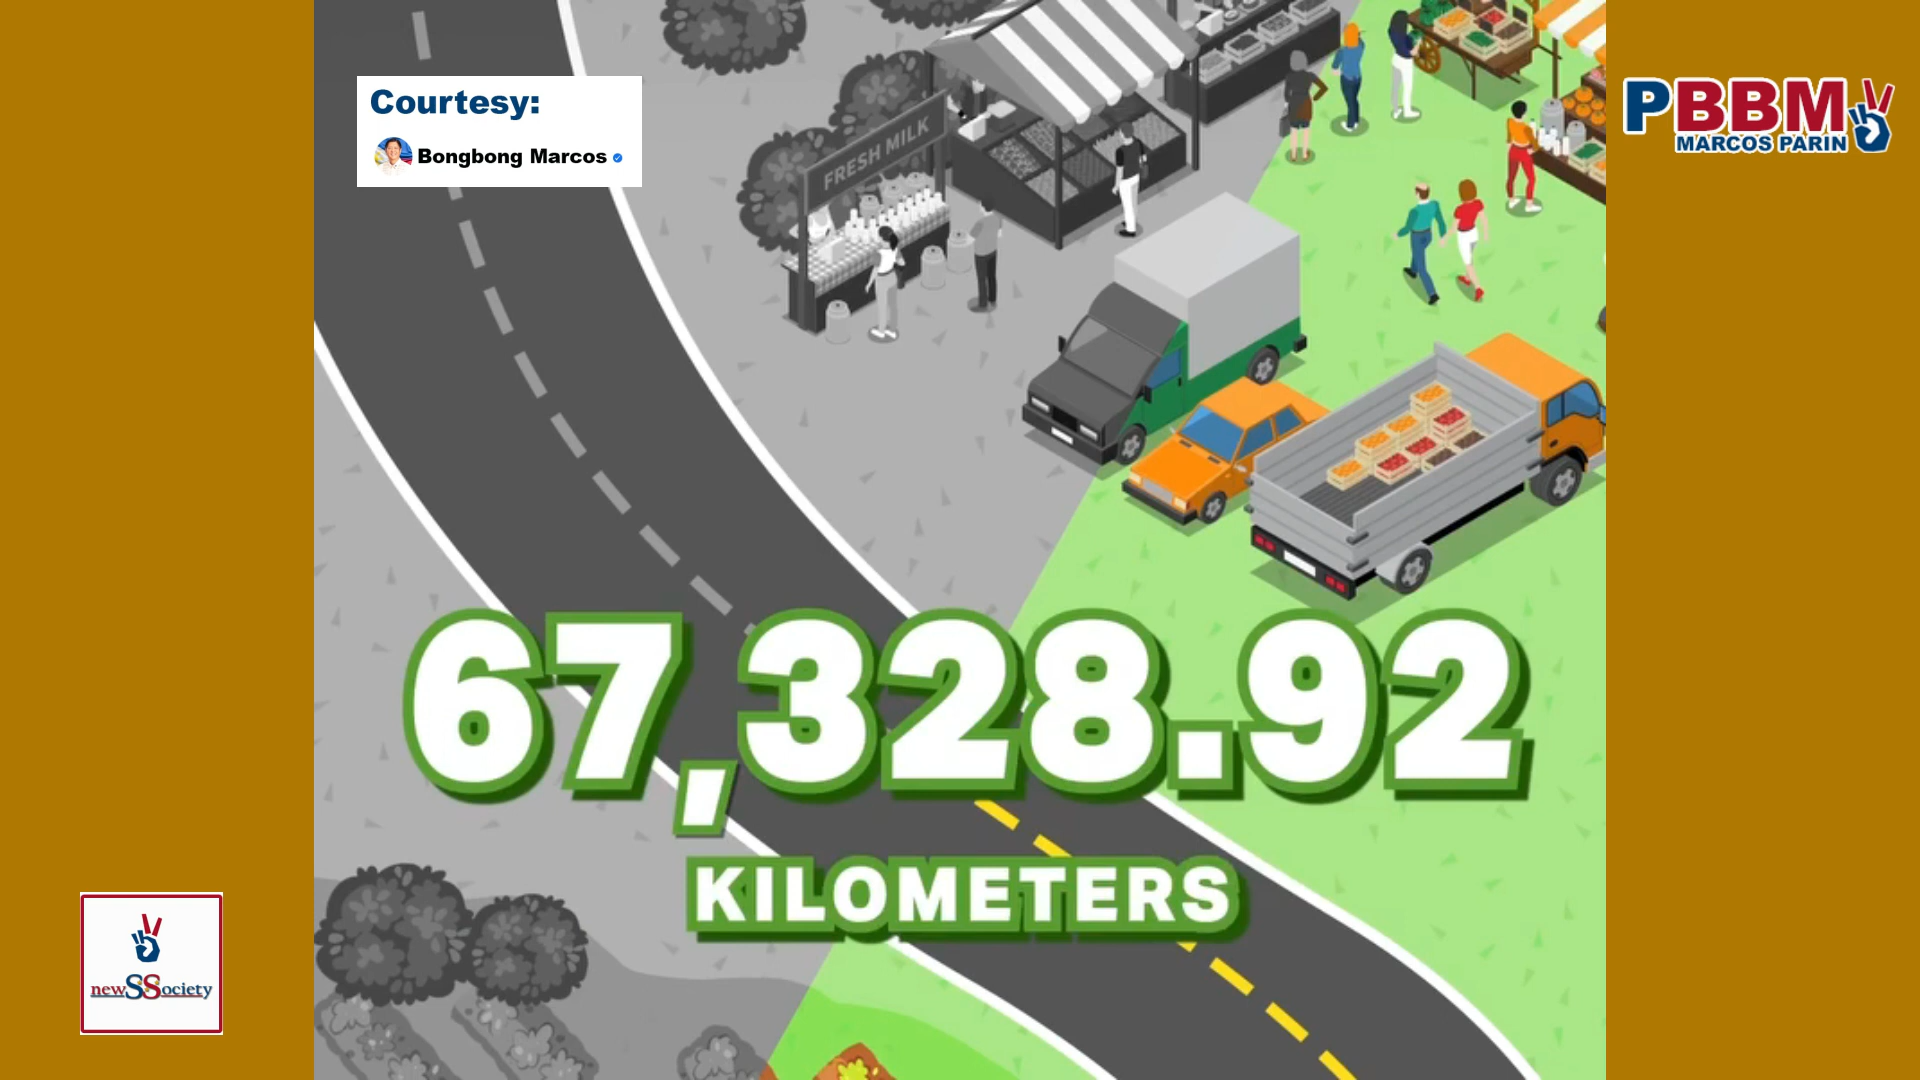 Courtesy:
Bongbong Marcos
PBBM
MARCOS PARIN
FRESH MILK
67,328.92
KILOMETERS
newSSociety